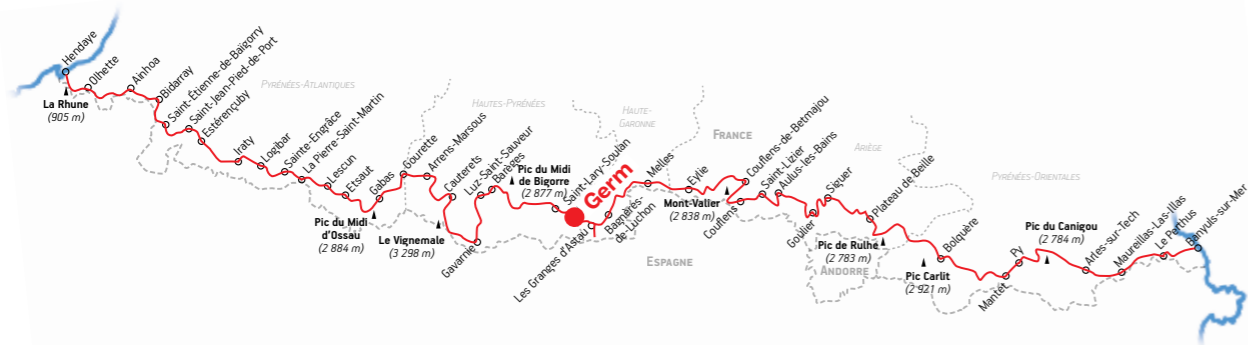 Hendaye
Olhette
Ainhoa
Bidarray
Saint-Étienne-de-Baïgorry
Saint-Jean-Pied-de-Port
Estérençuby
La Rhune
(905 m)
PYRÉNÉES-ATLANTIQUES
Iraty
Logibar
Sainte-Engrâce
La Pierre-Saint-Martin
Lescun
Etsaut
Gabas
Gourette
Arrens-Marsous
Pic du Midi
d'Ossau
(2 884 m)
HAUTES-PYRÉNÉES
Cauterets
Luz-Saint-Sauveur
Barèges
Le Vignemale
(3 298 m)
Gavarnie
Pic du Midi
de Bigorre
(2 877 m)
Saint-Lary-Soulan
Germ
Les Granges d'Astau
Bagnères-
de-Luchon
HAUTE-
GARONNE
Melles
FRANCE
ESPAGNE
Eylie
Mont-Valier
(2 838 m)
Couflens-de-Betmajou
Couflens
Saint-Lizier
Aulus-les-Bains
ARIÈGE
Goulier
Siguer
Plateau de Beille
Pic de Rulhe
(2 783 m)
ANDORRE
PYRÉNÉES-ORIENTALES
Pic Carlit
(2 921 m)
Bolquère
Mantet
Py
Pic du Canigou
(2 784 m)
Arles-sur-Tech
Maureillas-Las-Illas
Le Perthus
Banyuls-sur-Mer